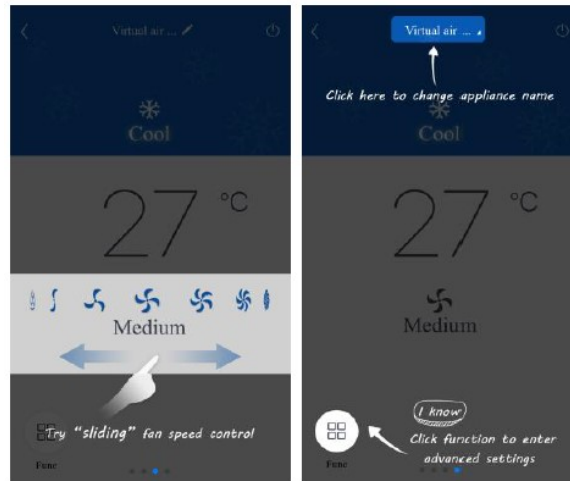 Virtual air ...
Cool
27 °C
Medium
Try “sliding” fan speed control
Func
Virtual air ...
Click here to change appliance name
Cool
27 °C
Medium
I know
Click function to enter
advanced settings
Func